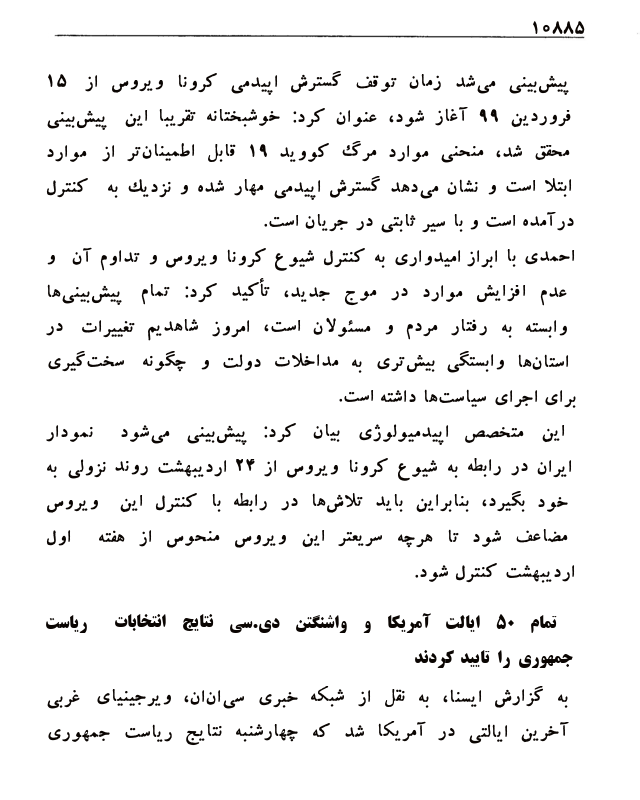 ۱۰۸۸۵
پیش‌بینی می‌شد زمان توقف گسترش اپیدمی کرونا ویروس از ۱۵
فروردین ۹۹ آغاز شود، عنوان کرد: خوشبختانه تقریبا این پیش‌بینی
محقق شد، منحنی موارد مرگ کووید ۱۹ قابل اطمینان‌تر از موارد
ابتلا است و نشان می‌دهد گسترش اپیدمی مهار شده و نزدیک به کنترل
درآمده است و با سیر ثابتی در جریان است.
احمدی با ابراز امیدواری به کنترل شیوع کرونا ویروس و تداوم آن و
عدم افزایش موارد در موج جدید، تأکید کرد: تمام پیش‌بینی‌ها
وابسته به رفتار مردم و مسئولان است، امروز شاهدیم تغییرات در
استان‌ها وابستگی بیش‌تری به مداخلات دولت و چگونه سخت‌گیری
برای اجرای سیاست‌ها داشته است.
این متخصص اپیدمیولوژی بیان کرد: پیش‌بینی می‌شود نمودار
ایران در رابطه به شیوع کرونا ویروس از ۲۴ اردیبهشت روند نزولی به
خود بگیرد، بنابراین باید تلاش‌ها در رابطه با کنترل این ویروس
مضاعف شود تا هرچه سریعتر این ویروس منحوس از هفته اول
اردیبهشت کنترل شود.
تمام ۵۰ ایالت آمریکا و واشنگتن دی.سی نتایج انتخابات ریاست
جمهوری را تایید کردند
به گزارش ایسنا، به نقل از شبکه خبری سی‌ان‌ان، ویرجینیای غربی
آخرین ایالتی در آمریکا شد که چهارشنبه نتایج ریاست جمهوری